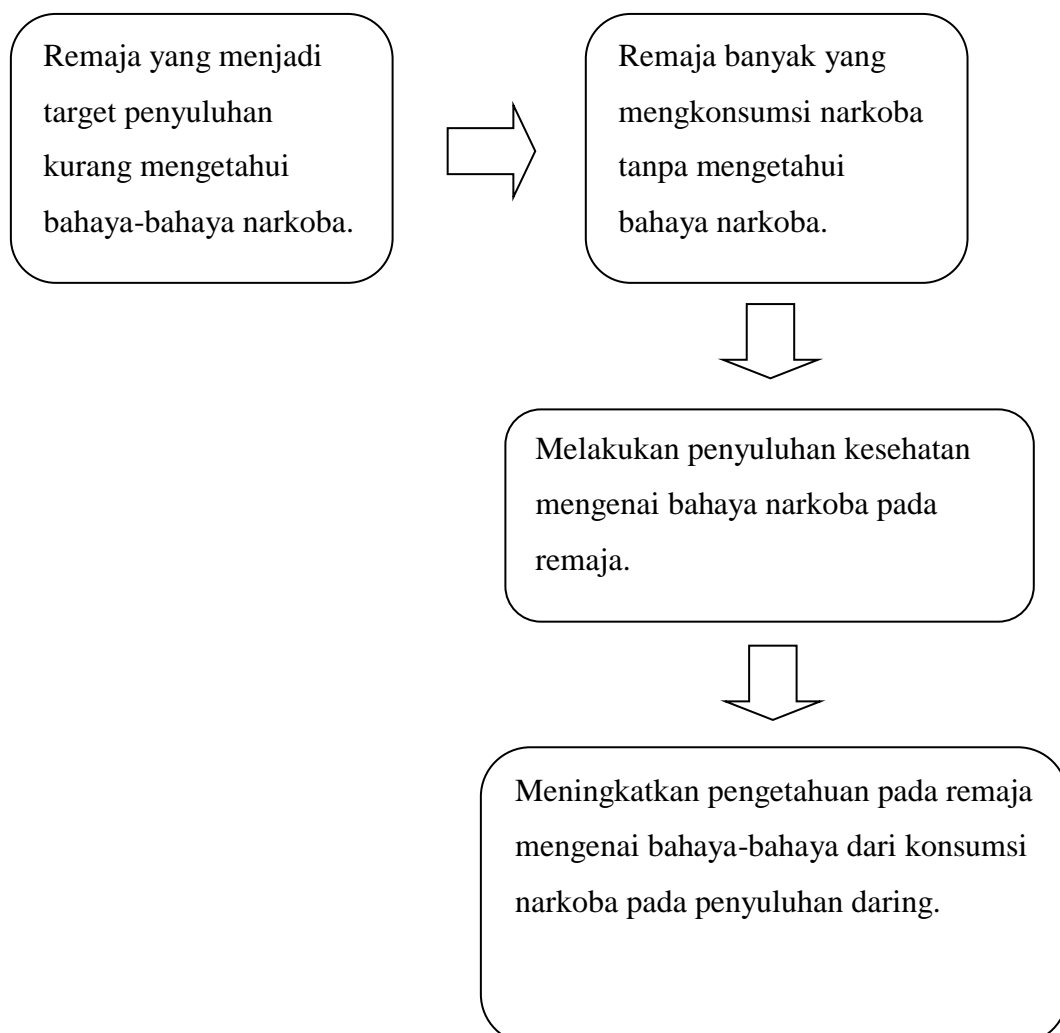 Remaja yang menjadi
target penyuluhan
kurang mengetahui
bahaya-bahaya narkoba.
Remaja banyak yang
mengkonsumsi narkoba
tanpa mengetahui
bahaya narkoba.
Melakukan penyuluhan kesehatan
mengenai bahaya narkoba pada
remaja.
Meningkatkan pengetahuan pada remaja
mengenai bahaya-bahaya dari konsumsi
narkoba pada penyuluhan daring.